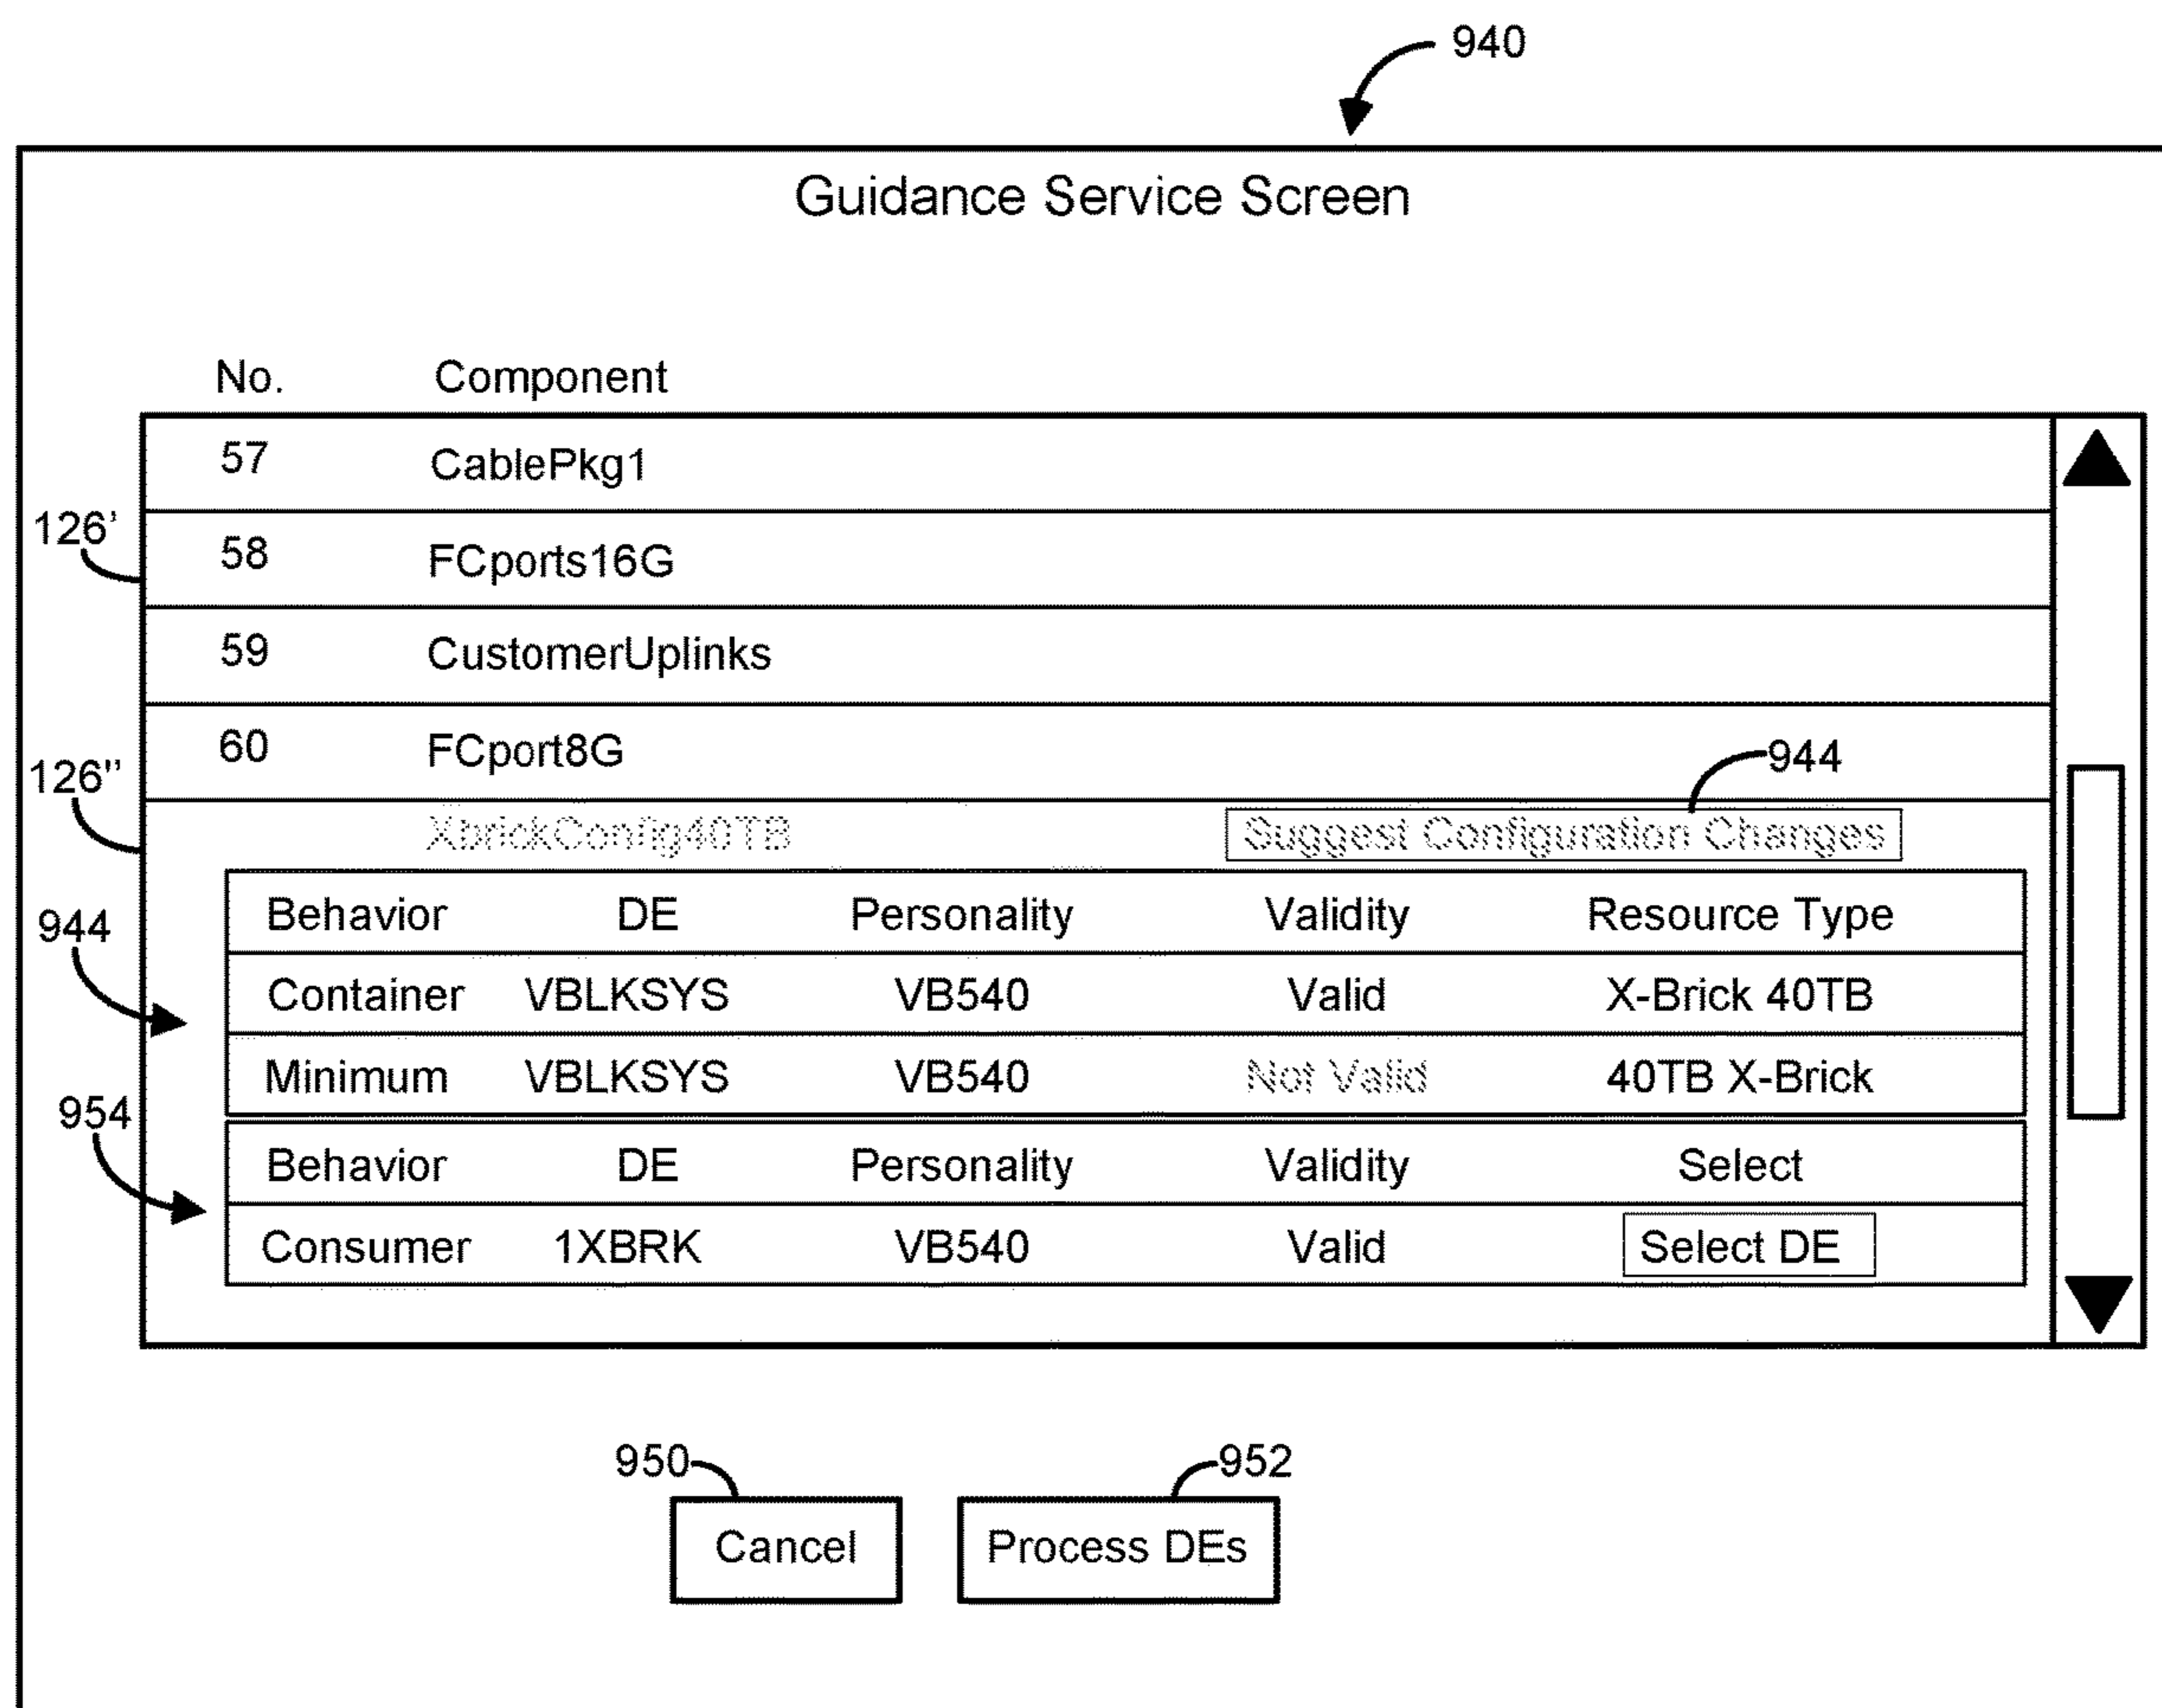 940
Guidance Service Screen
No. Component
57 CablePkg1
126’ 58 FCports16G
59 CustomerUplinks
60 FCport8G
126” 944
XbrickConfig40TB Suggest Configuration Changes
944 Behavior DE Personality Validity Resource Type
Container VBLKSYS VB540 Valid X-Brick 40TB
Minimum VBLKSYS VB540 Not Valid 40TB X-Brick
954
Behavior DE Personality Validity Select
Consumer 1XBRK VB540 Valid Select DE
950 952
Cancel Process DEs